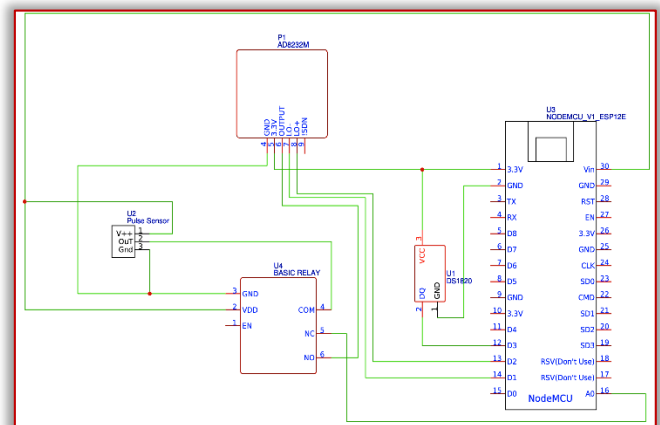 P1
AD8232M
GND
3.3V
OUTPUT
LO-
LO+
!SDN
4
5
6
7
8
9
U2
Pulse Sensor
V++ 1
OuT 2
Gnd 3
U4
BASIC RELAY
3 GND
2 VDD
1 EN
COM 4
NC 5
NO 6
U1
DS1820
VCC 3
DQ 2
GND 1
U3
NODEMCU_V1_ESP12E
1 3.3V Vin 30
2 GND GND 29
3 TX RST 28
4 RX EN 27
5 D8 3.3V 26
6 D7 GND 25
7 D6 CLK 24
8 D5 SD0 23
9 GND CMD 22
10 3.3V SD1 21
11 D4 SD2 20
12 D3 SD3 19
13 D2 RSV(Don't Use) 18
14 D1 RSV(Don't Use) 17
15 D0 A0 16
NodeMCU